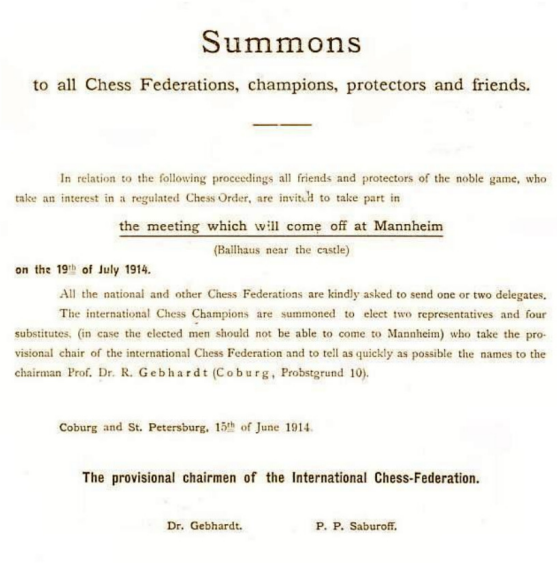 Summons
to all Chess Federations, champions, protectors and friends.
In relation to the following proceedings all friends and protectors of the noble game, who
take an interest in a regulated Chess Order, are invited to take part in
the meeting which will come off at Mannheim
(Ballhaus near the castle)
on the 19th of July 1914.
All the national and other Chess Federations are kindly asked to send one or two delegates.
The international Chess Champions are summoned to elect two representatives and four
substitutes, (in case the elected men should not be able to come to Mannheim) who take the pro-
visional chair of the international Chess Federation and to tell as quickly as possible the names to the
chairman Prof. Dr. R. Gebhardt (Coburg, Probstgrund 10).
Coburg and St. Petersburg, 15th of June 1914.
The provisional chairmen of the International Chess-Federation.
Dr. Gebhardt. P. P. Saburoff.